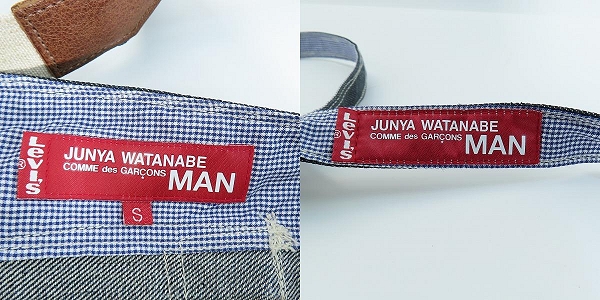 Levi's®
JUNYA WATANABE
COMME des GARÇONS MAN
S
Levi's®
JUNYA WATANABE
COMME des GARÇONS MAN